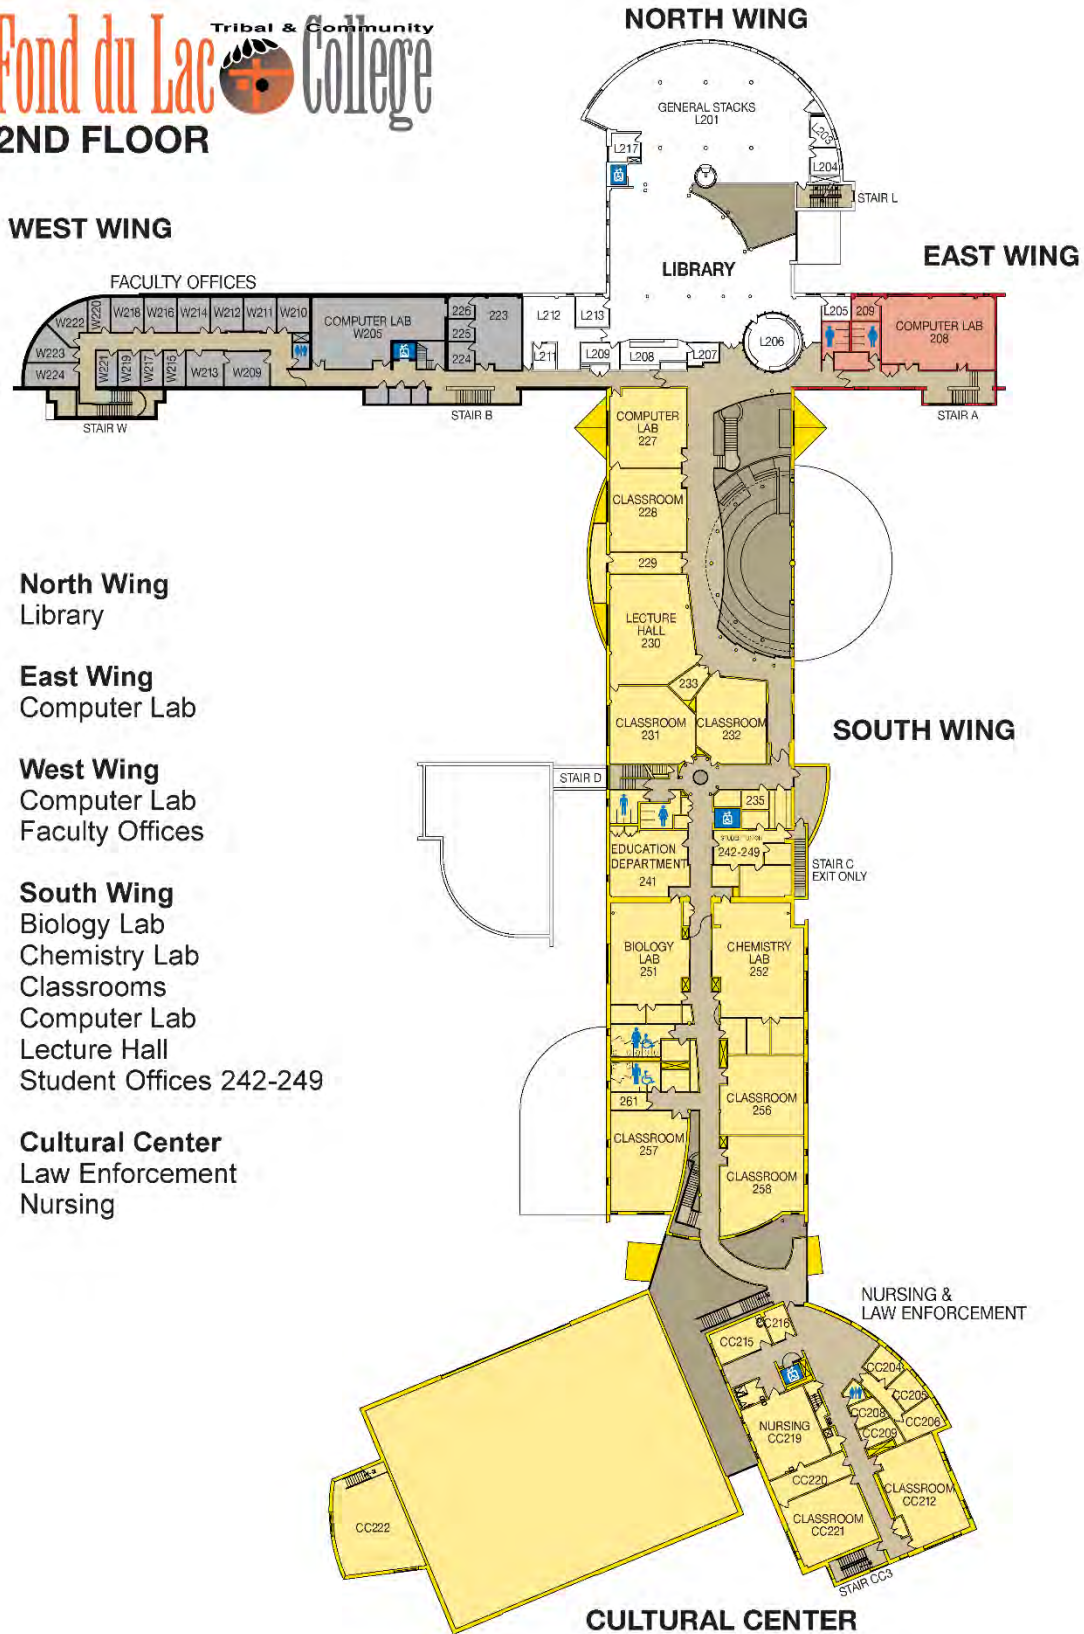 Fond du Lac
Tribal & Community
College
2ND FLOOR
NORTH WING
GENERAL STACKS
L201
L203
L204
L217
STAIR L
WEST WING
LIBRARY
EAST WING
FACULTY OFFICES
W222
W220
W218
W216
W214
W212
W211
W210
COMPUTER LAB
W205
226
225
224
223
L212
L213
L205
209
COMPUTER LAB
208
W223
W224
W221
W219
W217
W215
W213
W209
L211
L209
L208
L207
L206
STAIR W
STAIR B
STAIR A
COMPUTER
LAB
227
CLASSROOM
228
229
LECTURE
HALL
230
233
CLASSROOM
231
CLASSROOM
232
SOUTH WING
STAIR D
235
242-249
STAIR C
EXIT ONLY
EDUCATION
DEPARTMENT
241
BIOLOGY
LAB
251
CHEMISTRY
LAB
252
261
CLASSROOM
256
CLASSROOM
257
CLASSROOM
258
North Wing
Library
East Wing
Computer Lab
West Wing
Computer Lab
Faculty Offices
South Wing
Biology Lab
Chemistry Lab
Classrooms
Computer Lab
Lecture Hall
Student Offices 242-249
Cultural Center
Law Enforcement
Nursing
NURSING &
LAW ENFORCEMENT
CC216
CC215
CC204
CC205
CC206
CC208
CC209
NURSING
CC219
CC220
CLASSROOM
CC221
CLASSROOM
CC212
CC222
STAIR CC3
CULTURAL CENTER